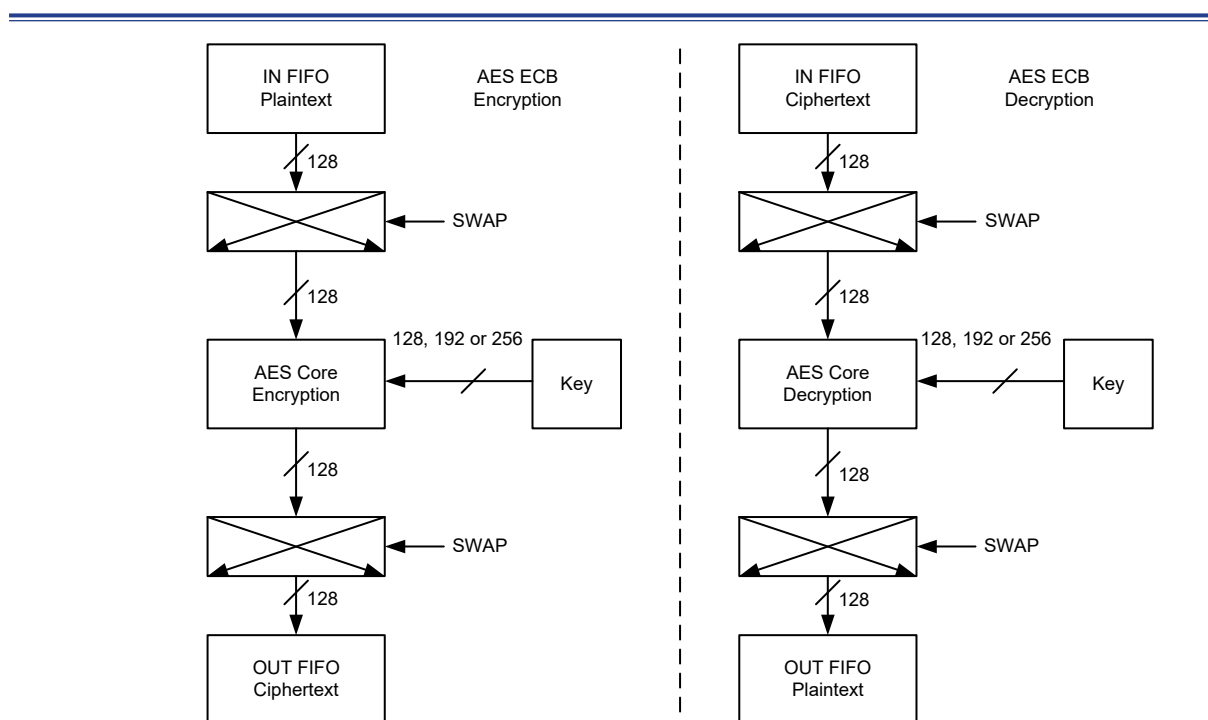 IN FIFO
Plaintext
AES ECB
Encryption
128
SWAP
128
128, 192 or 256
AES Core
Encryption
Key
128
SWAP
128
OUT FIFO
Ciphertext
IN FIFO
Ciphertext
AES ECB
Decryption
128
SWAP
128
128, 192 or 256
AES Core
Decryption
Key
128
SWAP
128
OUT FIFO
Plaintext